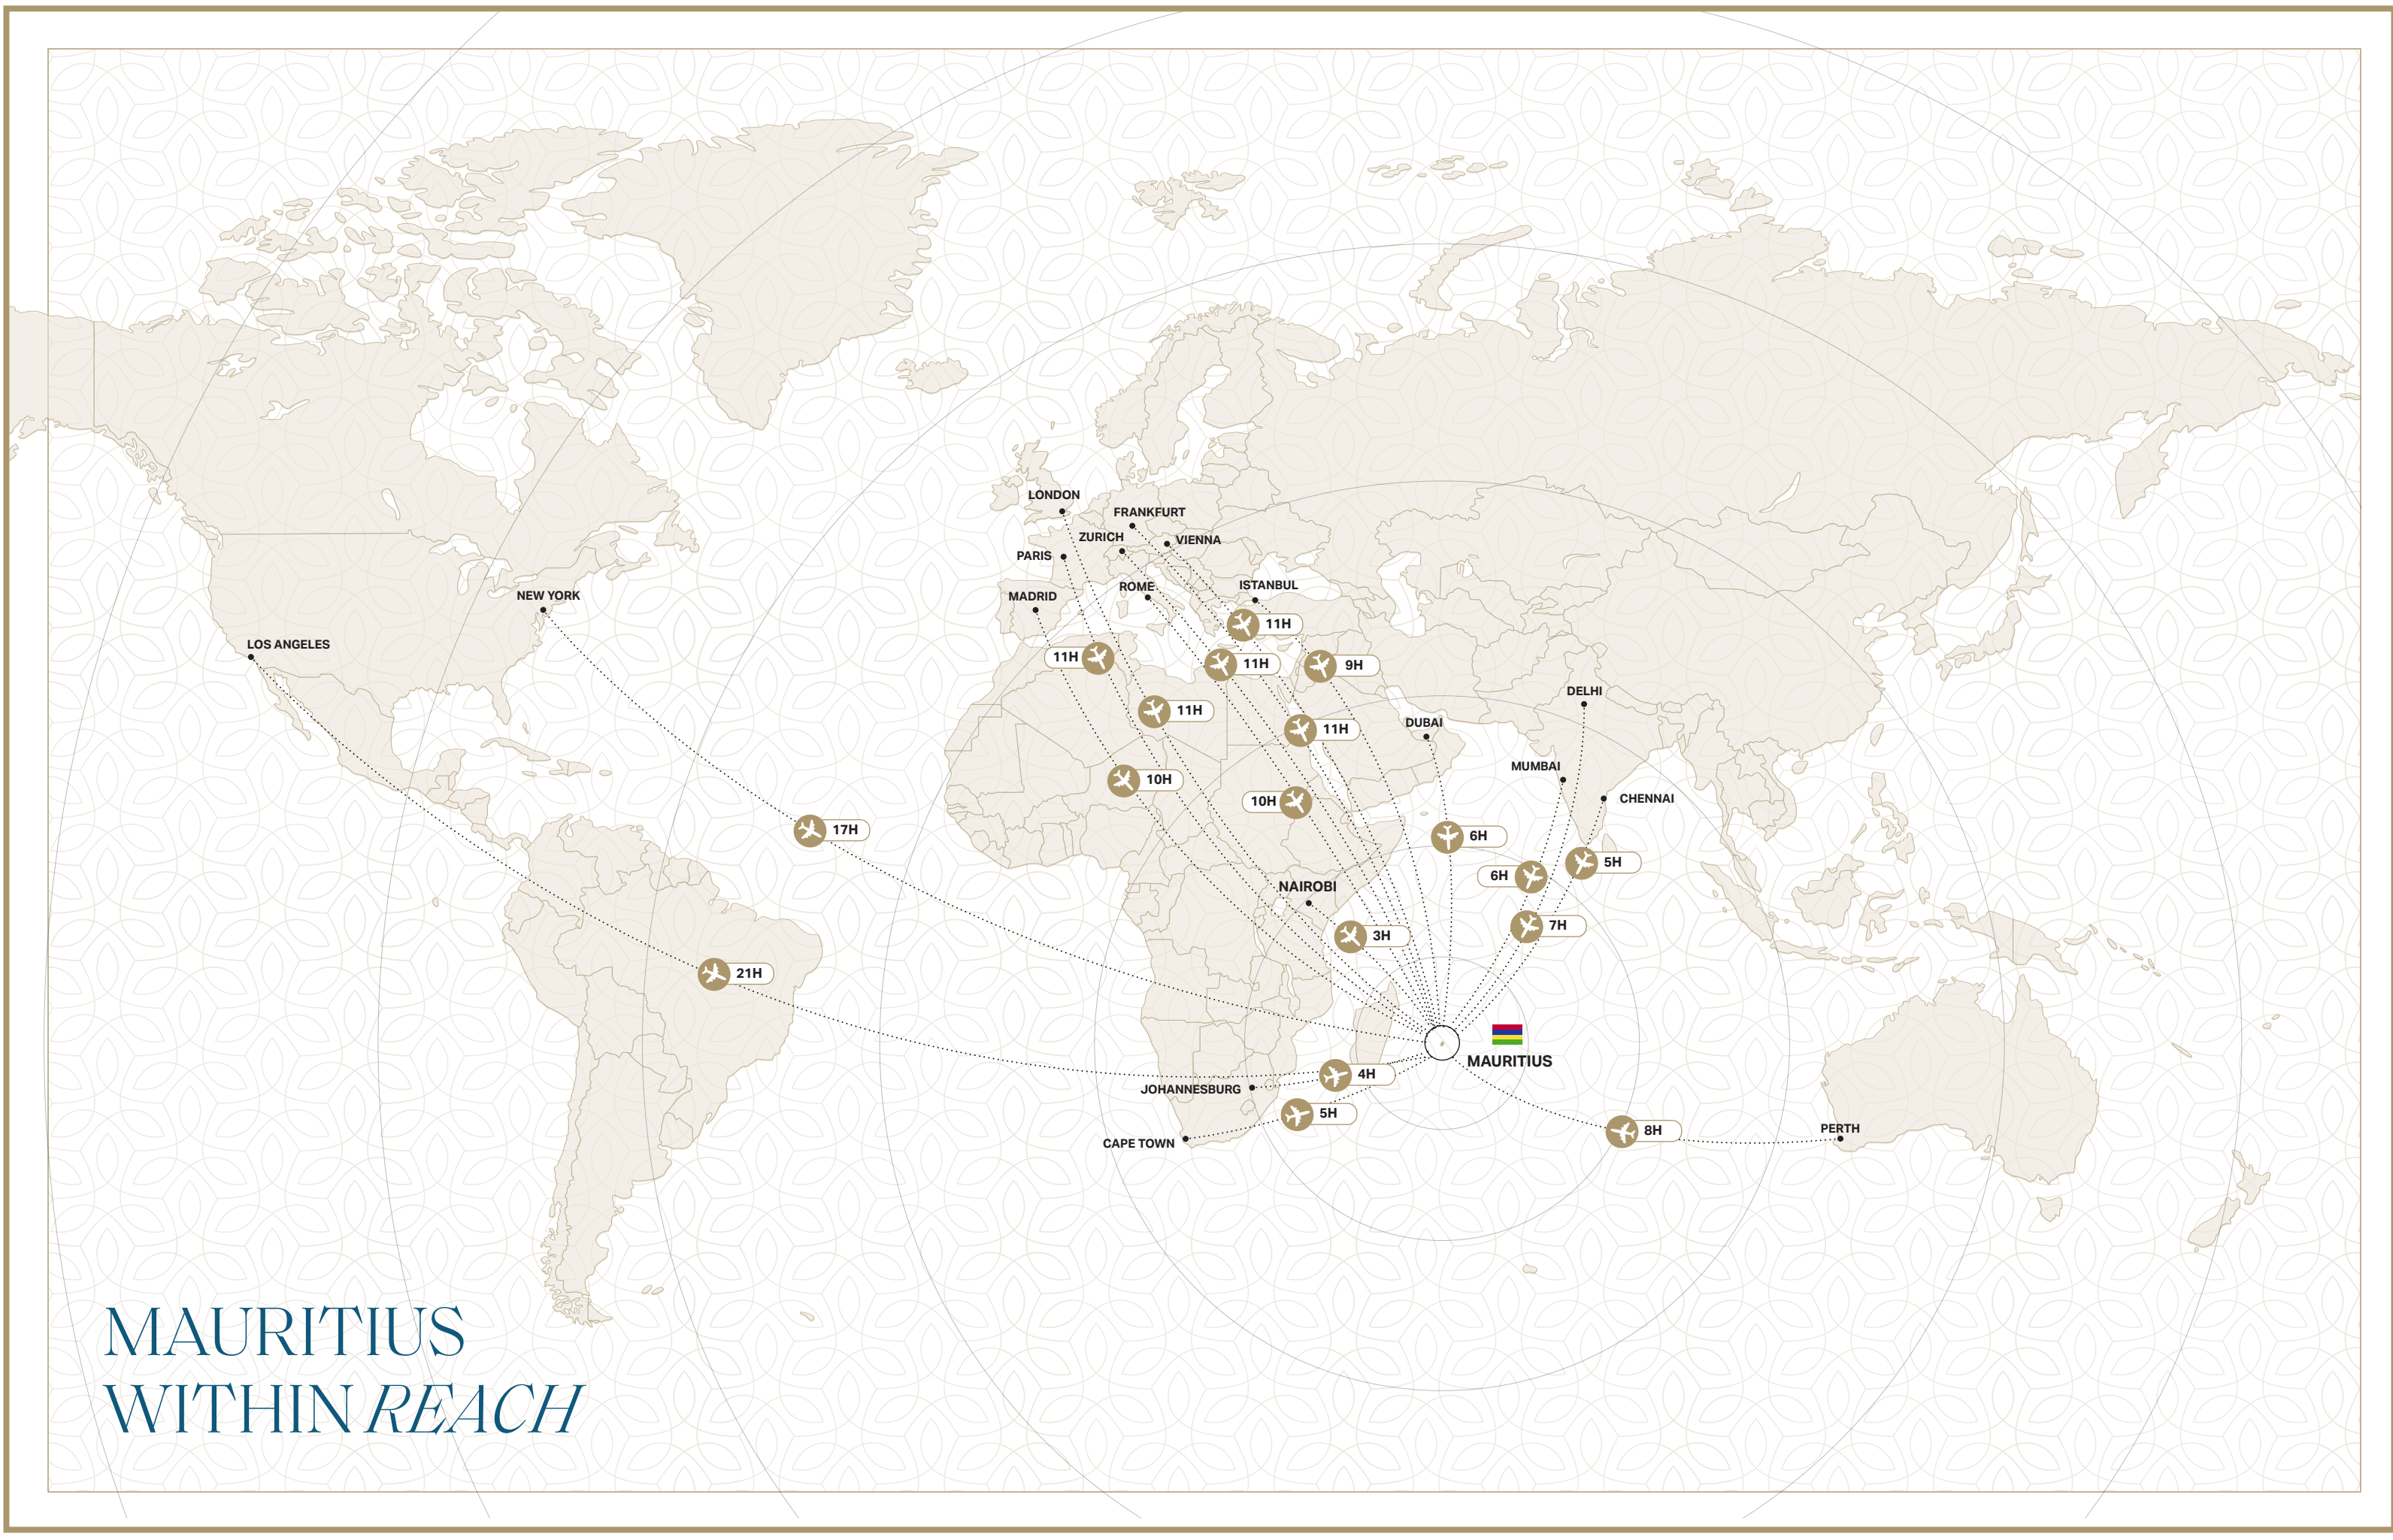 LONDON
FRANKFURT
ZURICH
VIENNA
PARIS
ROME
ISTANBUL
MADRID
NEW YORK
11H
LOS ANGELES
11H
11H
9H
DELHI
11H
DUBAI
11H
MUMBAI
10H
CHENNAI
10H
17H
6H
5H
6H
NAIROBI
7H
3H
21H
MAURITIUS
4H
JOHANNESBURG
5H
PERTH
8H
CAPE TOWN
MAURITIUS
WITHIN REACH